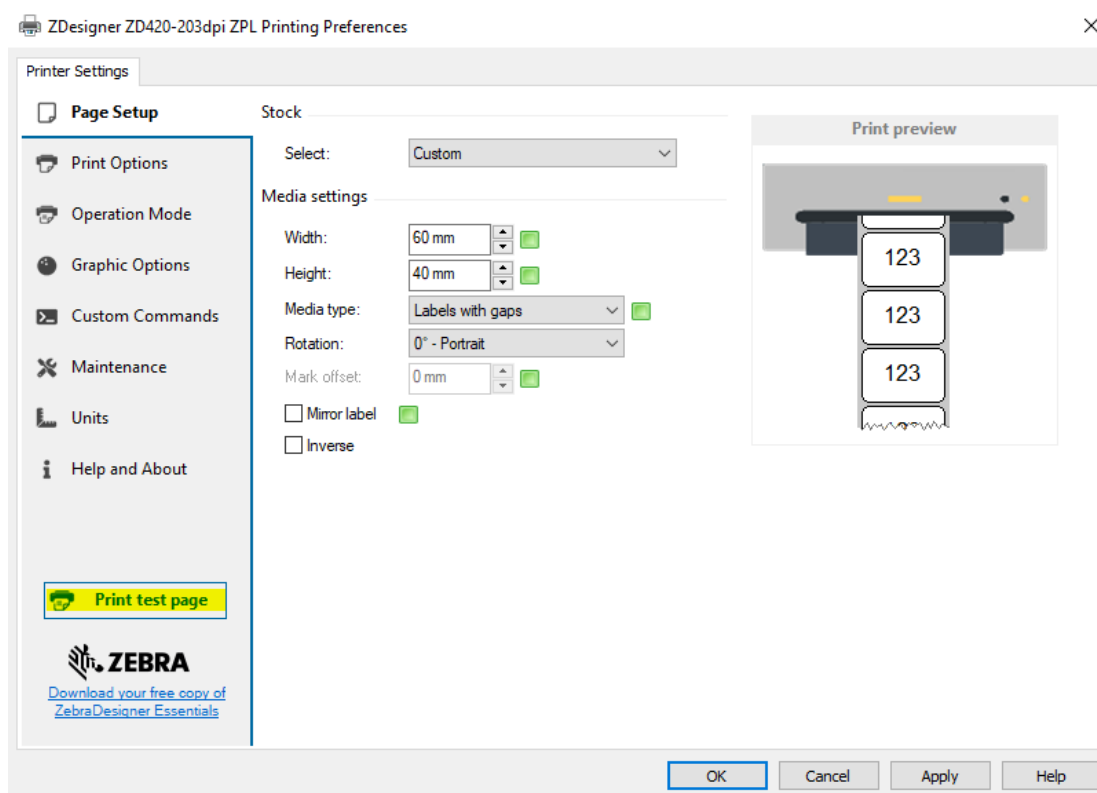 ZDesigner ZD420-203dpi ZPL Printing Preferences
Printer Settings
Page Setup
Print Options
Operation Mode
Graphic Options
Custom Commands
Maintenance
Units
Help and About
Print test page
ZEBRA
Download your free copy of
ZebraDesigner Essentials
Stock
Select: Custom
Media settings
Width: 60 mm
Height: 40 mm
Media type: Labels with gaps
Rotation: 0° - Portrait
Mark offset: 0 mm
Mirror label
Inverse
Print preview
123
123
123
OK Cancel Apply Help